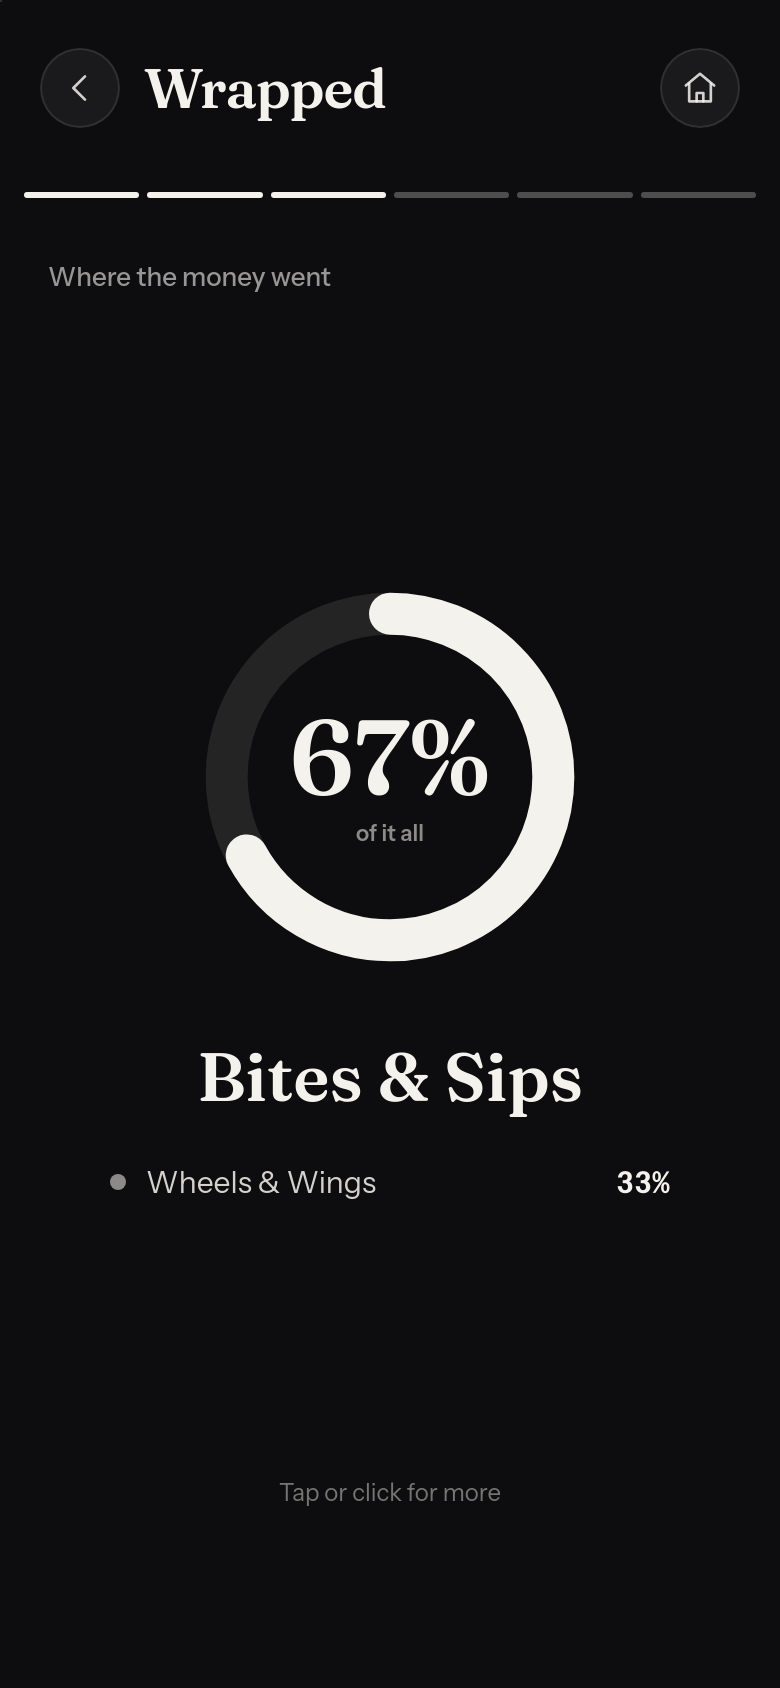 Wrapped
Where the money went
67%
of it all
Bites & Sips
Wheels & Wings 33%
Tap or click for more